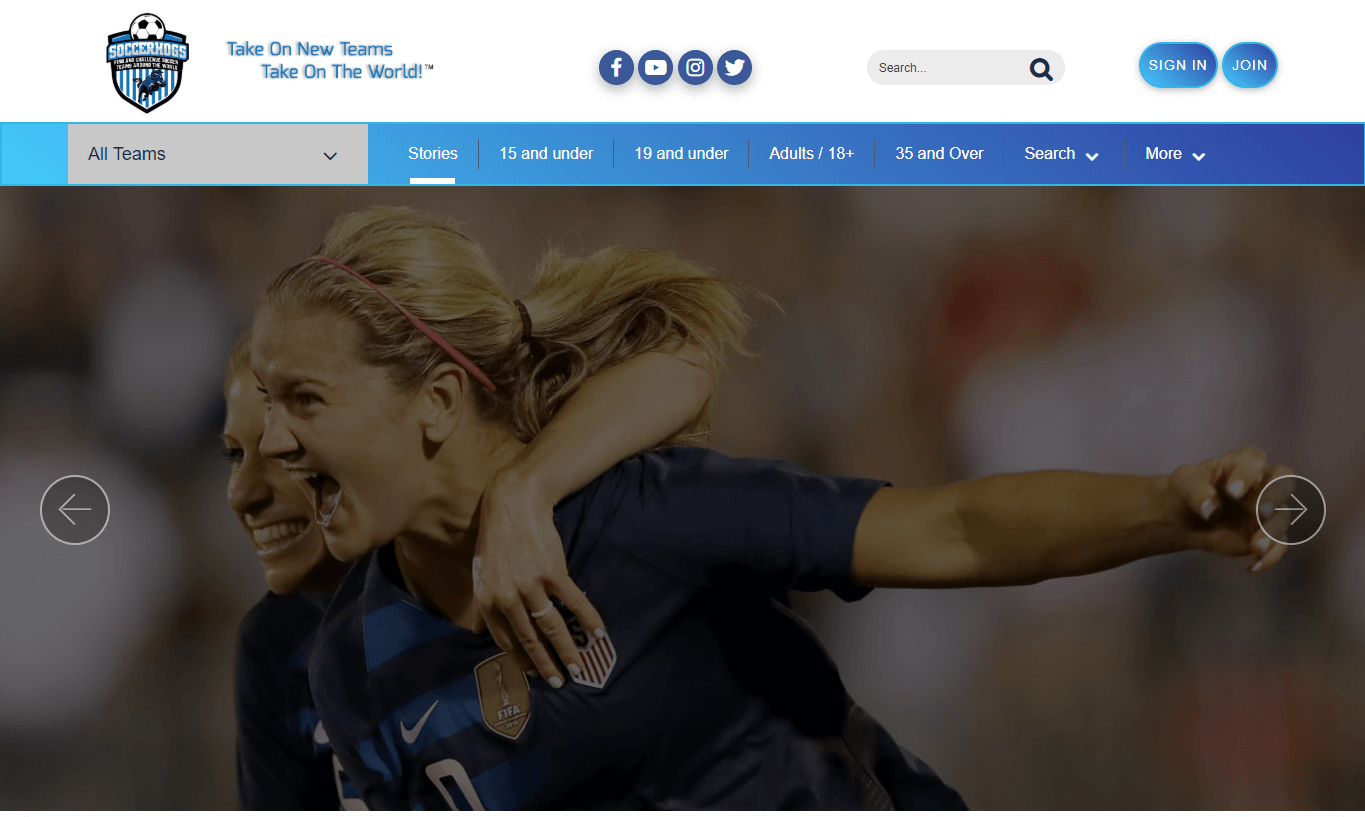 SOCCERHOGS
FIND AND CHALLENGE SOCCER
TEAMS AROUND THE WORLD
Take On New Teams
Take On The World!™
Search...
SIGN IN
JOIN
All Teams
Stories
15 and under
19 and under
Adults / 18+
35 and Over
Search
More
FIFA